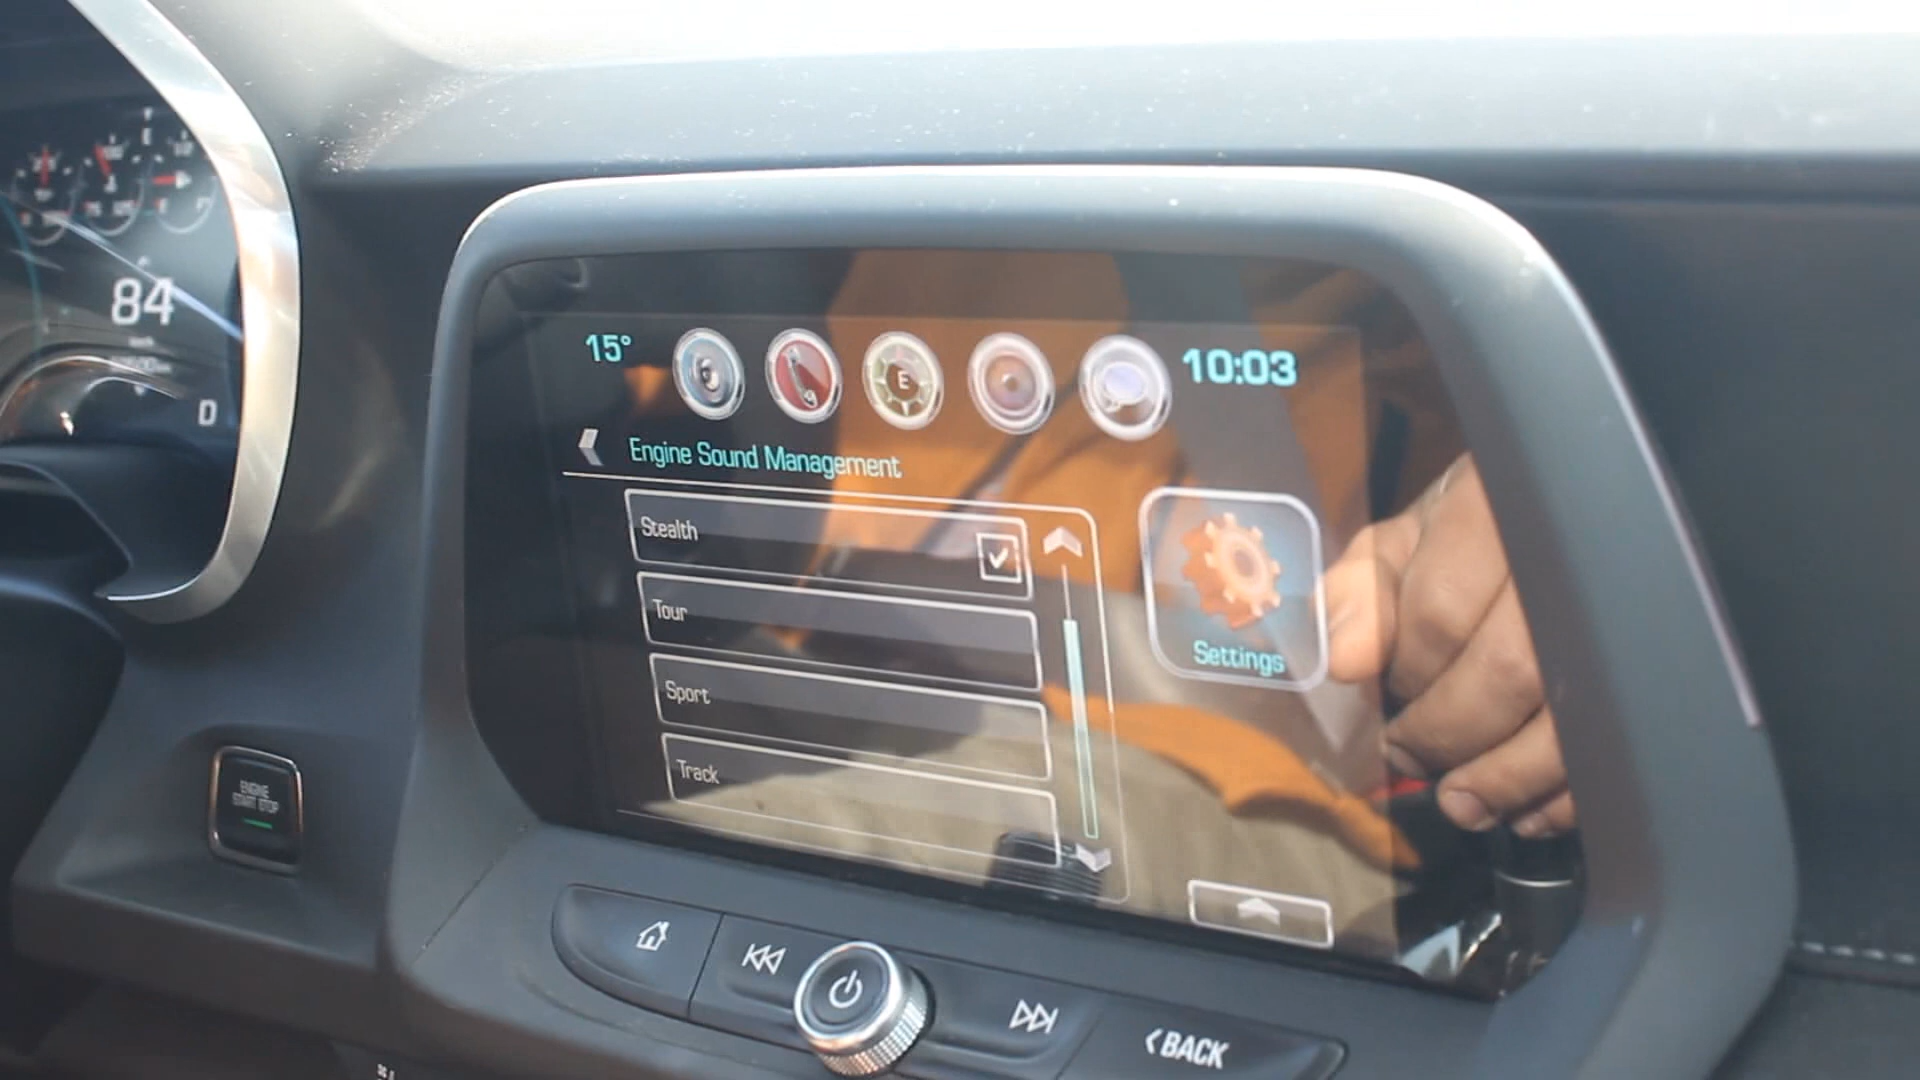 84
D
15°
E
10:03
Engine Sound Management
Stealth
Tour
Sport
Track
Settings
ENGINE
START STOP
BACK